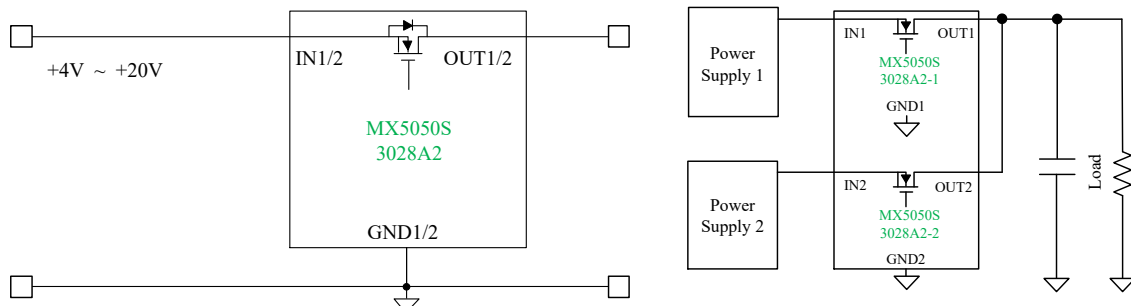 IN1/2
OUT1/2
+4V ~ +20V
MX5050S
3028A2
GND1/2
Power
Supply 1
IN1
OUT1
MX5050S
3028A2-1
GND1
Power
Supply 2
IN2
OUT2
MX5050S
3028A2-2
GND2
Load